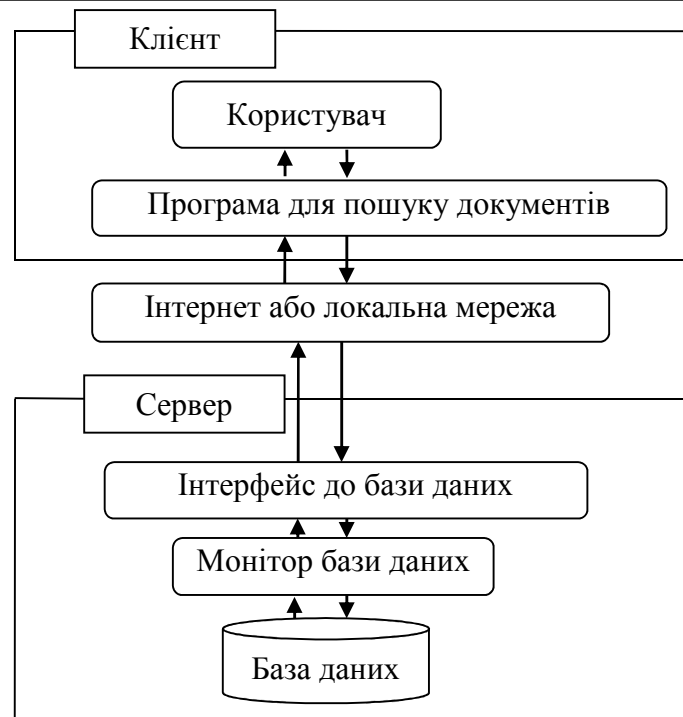 Клієнт
Користувач
Програма для пошуку документів
Інтернет або локальна мережа
Сервер
Інтерфейс до бази даних
Монітор бази даних
База даних